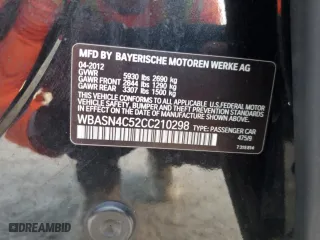 MFD BY BAYERISCHE MOTOREN WERKE AG
04-2012
GVWR 5930 lbs 2690 kg
GAWR FRONT 2844 lbs 1290 kg
GAWR REAR 3307 lbs 1500 kg
THIS VEHICLE CONFORMS TO ALL APPLICABLE
FEDERAL MOTOR VEHICLE SAFETY,
BUMPER AND THEFT PREVENTION
STANDARDS IN EFFECT ON THE DATE OF
MANUFACTURE SHOWN ABOVE.
WBASN4C52CC210298 TYPE: PASSENGER CAR
475/9
DREAMBID